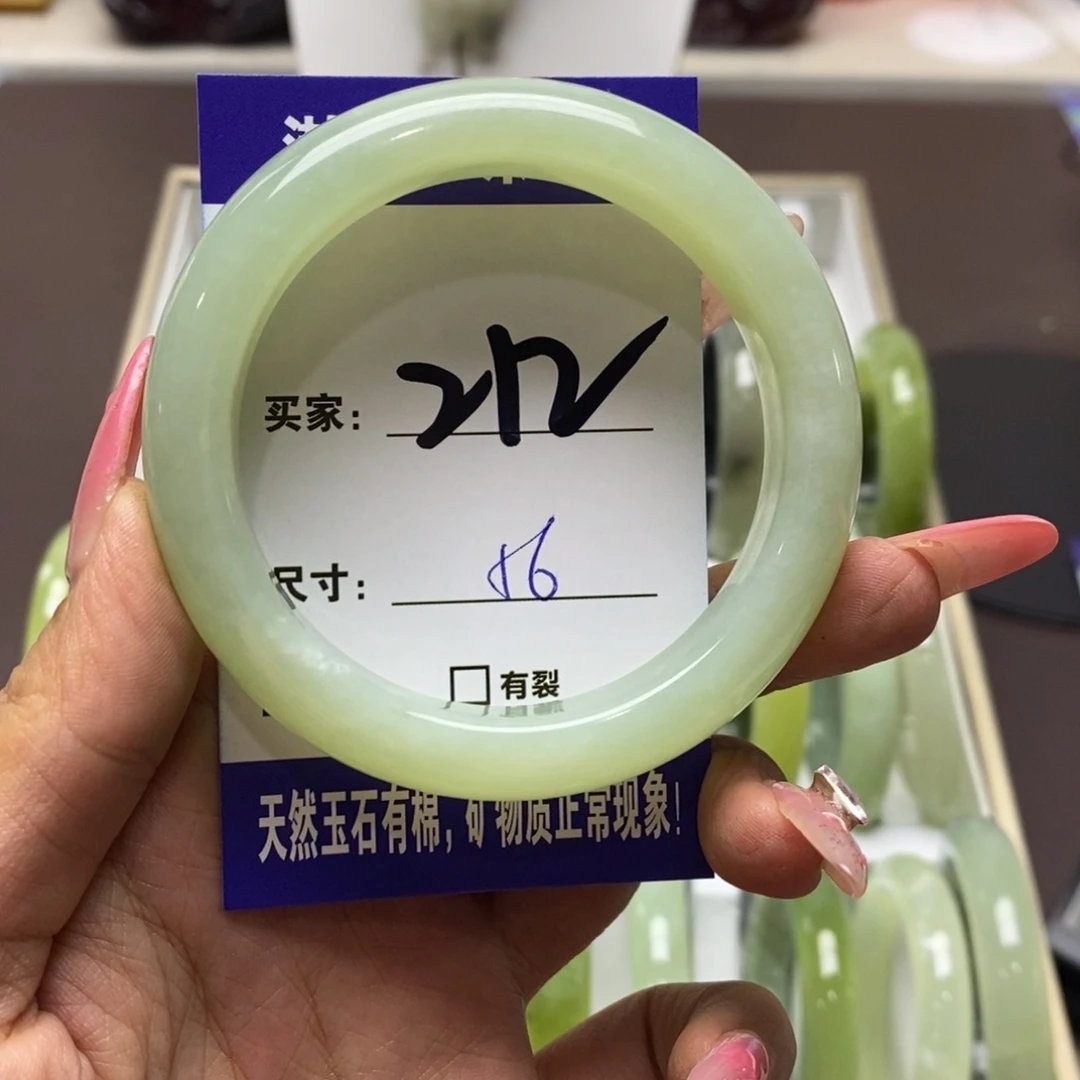 买家：
尺寸： 56
有裂
天然玉石有棉，矿物质正常现象！